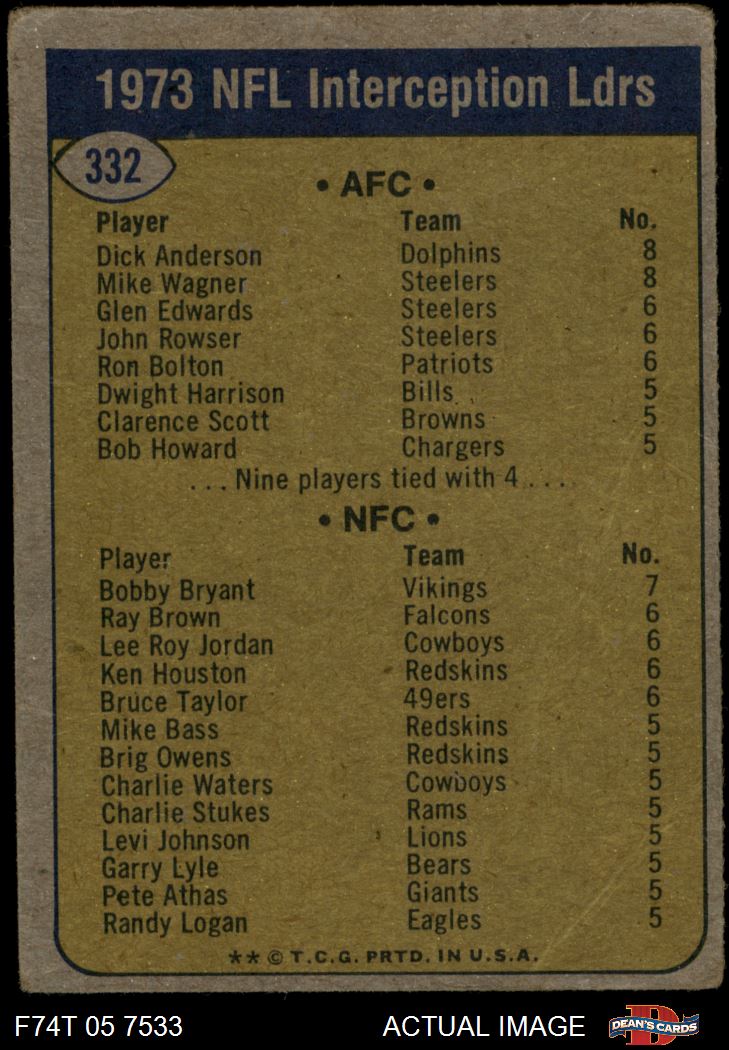 1973 NFL Interception Ldrs
332
• AFC •
Player Team No.
Dick Anderson Dolphins 8
Mike Wagner Steelers 8
Glen Edwards Steelers 6
John Rowser Steelers 6
Ron Bolton Patriots 6
Dwight Harrison Bills 5
Clarence Scott Browns 5
Bob Howard Chargers 5
. . . Nine players tied with 4 . . .
• NFC •
Player Team No.
Bobby Bryant Vikings 7
Ray Brown Falcons 6
Lee Roy Jordan Cowboys 6
Ken Houston Redskins 6
Bruce Taylor 49ers 6
Mike Bass Redskins 5
Brig Owens Redskins 5
Charlie Waters Cowboys 5
Charlie Stukes Rams 5
Levi Johnson Lions 5
Garry Lyle Bears 5
Pete Athas Giants 5
Randy Logan Eagles 5
** © T.C.G. PRTD. IN U.S.A.
F74T 05 7533 ACTUAL IMAGE D DEAN'S CARDS